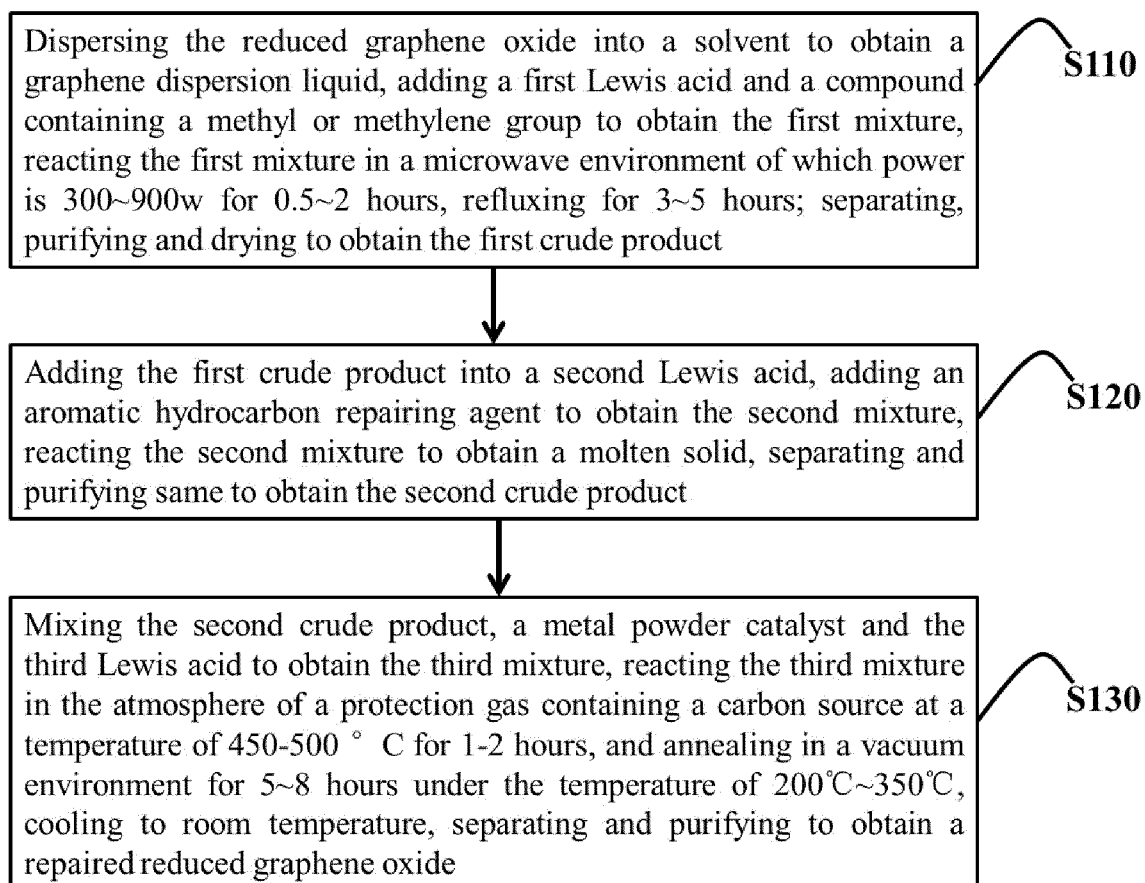 Dispersing the reduced graphene oxide into a solvent to obtain a
graphene dispersion liquid, adding a first Lewis acid and a compound
containing a methyl or methylene group to obtain the first mixture,
reacting the first mixture in a microwave environment of which power
is 300~900w for 0.5~2 hours, refluxing for 3~5 hours; separating,
purifying and drying to obtain the first crude product
S110
Adding the first crude product into a second Lewis acid, adding an
aromatic hydrocarbon repairing agent to obtain the second mixture,
reacting the second mixture to obtain a molten solid, separating and
purifying same to obtain the second crude product
S120
Mixing the second crude product, a metal powder catalyst and the
third Lewis acid to obtain the third mixture, reacting the third mixture
in the atmosphere of a protection gas containing a carbon source at a
temperature of 450-500 ° C for 1-2 hours, and annealing in a vacuum
environment for 5~8 hours under the temperature of 200℃~350℃,
cooling to room temperature, separating and purifying to obtain a
repaired reduced graphene oxide
S130